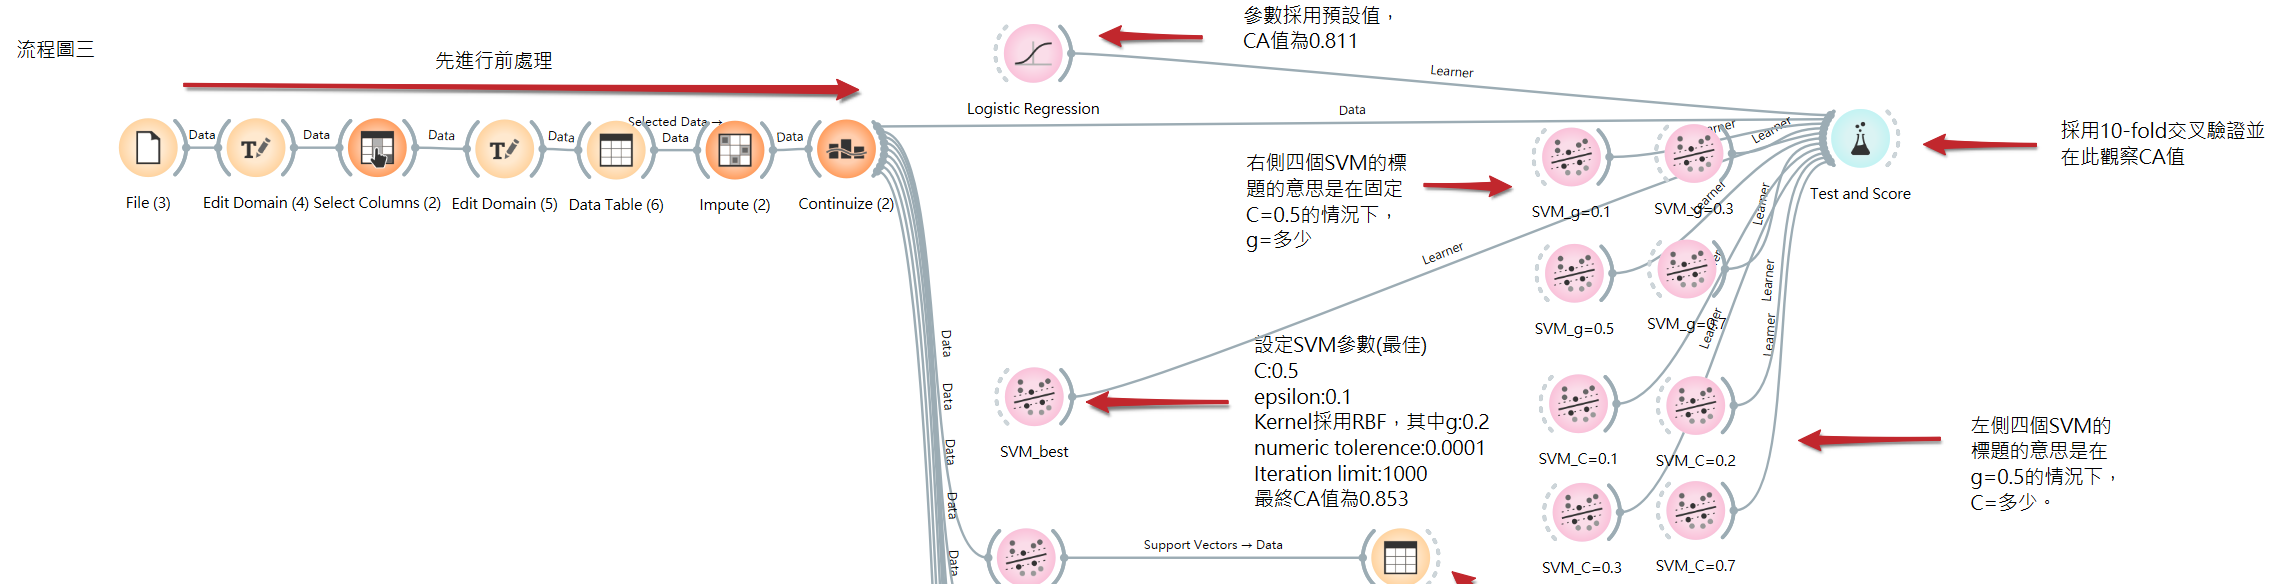 流程圖三
先進行前處理
參數採用預設值，
CA值為0.811
Learner
Logistic Regression
Data
Data
Data
Data
Data
Selected Data → Data
Data
File (3)
Edit Domain (4)
Select Columns (2)
Edit Domain (5)
Data Table (6)
Impute (2)
Continuize (2)
右側四個SVM的標
題的意思是在固定
C=0.5的情況下，
g=多少
Learner
SVM_g=0.1
SVM_g=0.3
Learner
Learner
Test and Score
採用10-fold交叉驗證並
在此觀察CA值
Learner
SVM_g=0.5
SVM_g=0.7
Learner
Learner
Learner
Data
Data
Data
Data
Data
SVM_best
設定SVM參數(最佳)
C:0.5
epsilon:0.1
Kernel採用RBF，其中g:0.2
numeric tolerence:0.0001
Iteration limit:1000
最終CA值為0.853
SVM_C=0.1
SVM_C=0.2
左側四個SVM的
標題的意思是在
g=0.5的情況下，
C=多少。
Support Vectors → Data
SVM_C=0.3
SVM_C=0.7